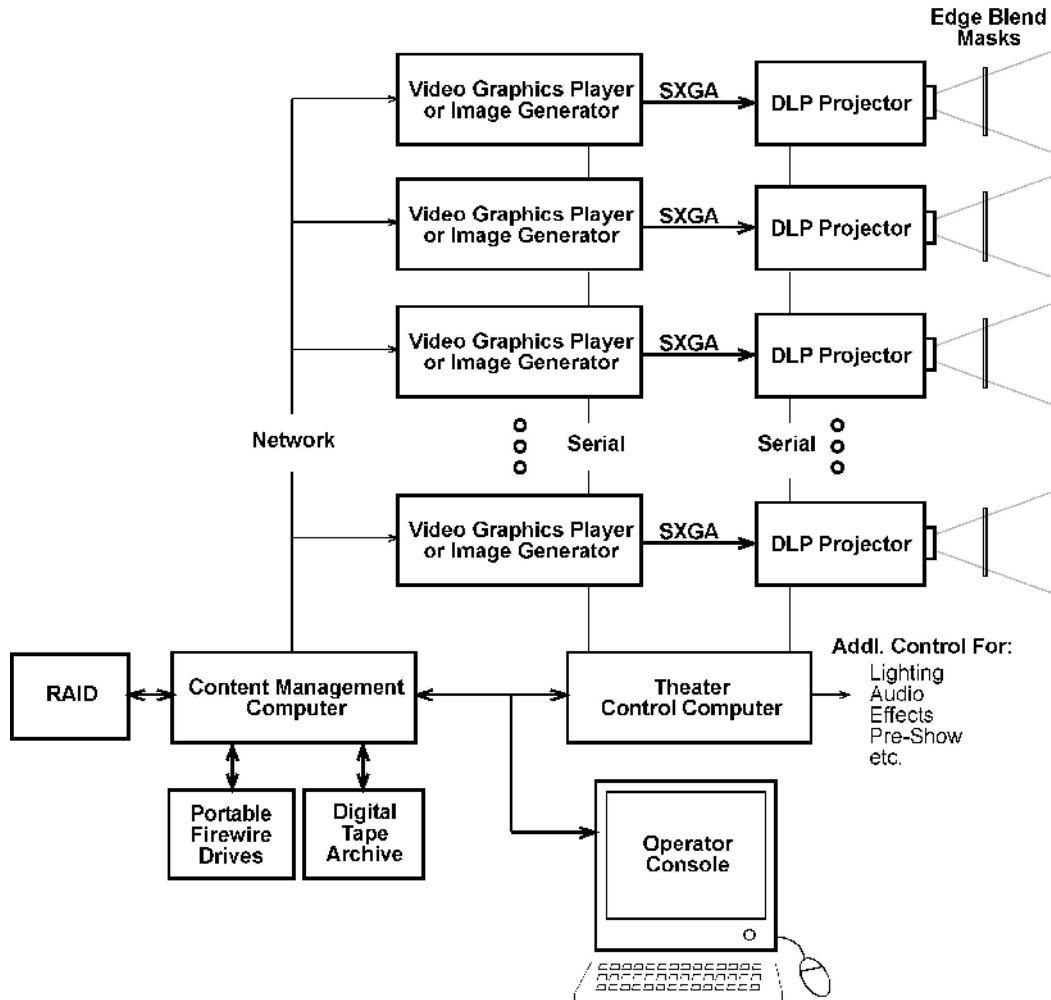 Edge Blend
Masks
Video Graphics Player
or Image Generator
SXGA
DLP Projector
Video Graphics Player
or Image Generator
SXGA
DLP Projector
Video Graphics Player
or Image Generator
SXGA
DLP Projector
Network
Serial
Serial
Video Graphics Player
or Image Generator
SXGA
DLP Projector
RAID
Content Management
Computer
Theater
Control Computer
Addl. Control For:
Lighting
Audio
Effects
Pre-Show
etc.
Portable
Firewire
Drives
Digital
Tape
Archive
Operator
Console